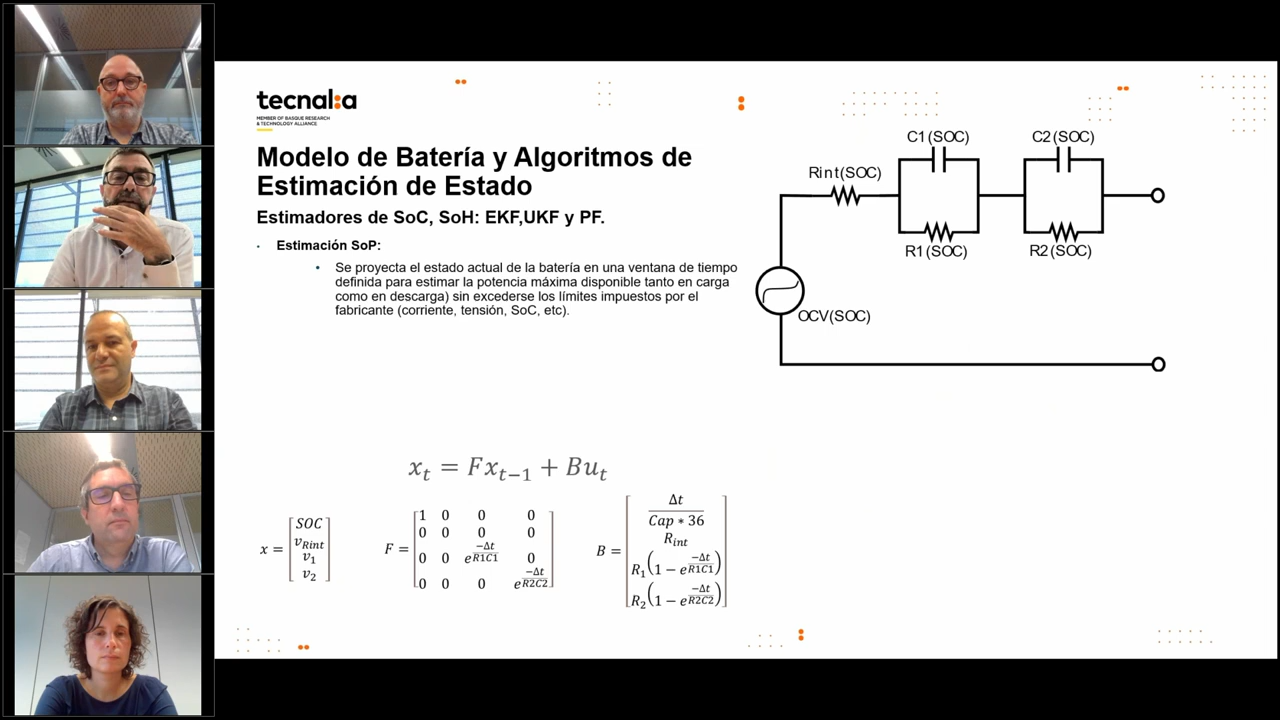 tecnal:a
MEMBER OF BASQUE RESEARCH
& TECHNOLOGY ALLIANCE
Modelo de Batería y Algoritmos de
Estimación de Estado
Estimadores de SoC, SoH: EKF,UKF y PF.
· Estimación SoP:
• Se proyecta el estado actual de la batería en una ventana de tiempo
definida para estimar la potencia máxima disponible tanto en carga
como en descarga) sin excederse los límites impuestos por el
fabricante (corriente, tensión, SoC, etc).
C1(SOC)
C2(SOC)
Rint(SOC)
R1(SOC)
R2(SOC)
OCV(SOC)
x_t = Fx_{t−1} + Bu_t
x = [SOC
v_{Rint}
v_1
v_2]
F = [1 0 0 0
0 0 0 0
0 0 e^{−Δt/R1C1} 0
0 0 0 e^{−Δt/R2C2}]
B = [Δt/(Cap ∗ 36)
R_{int}
R_1(1 − e^{−Δt/R1C1})
R_2(1 − e^{−Δt/R2C2})]